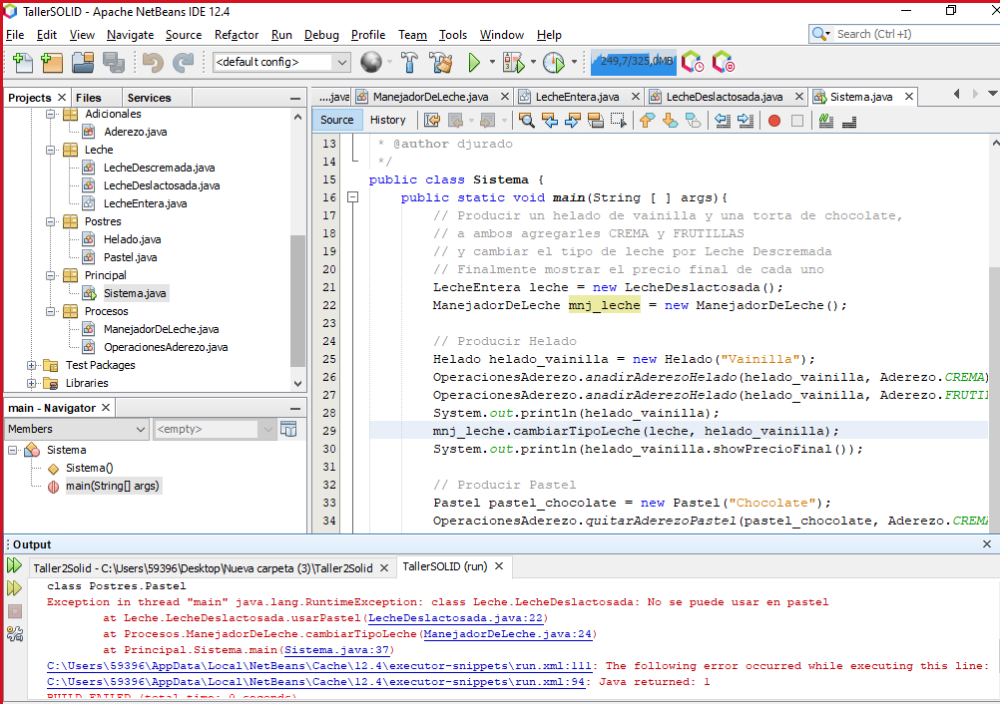 TallerSOLID - Apache NetBeans IDE 12.4
File Edit View Navigate Source Refactor Run Debug Profile Team Tools Window Help
Search (Ctrl+I)
<default config>
249,7/325,0MB
Projects Files Services
Adicionales
Aderezo.java
Leche
LecheDescremada.java
LecheDeslactosada.java
LecheEntera.java
Postres
Helado.java
Pastel.java
Principal
Sistema.java
Procesos
ManejadorDeLeche.java
OperacionesAderezo.java
Test Packages
Libraries
main - Navigator
Members
<empty>
Sistema
Sistema()
main(String[] args)
....java ManejadorDeLeche.java LecheEntera.java LecheDeslactosada.java Sistema.java
Source History
13 * @author djurado
14 */
15 public class Sistema {
16 public static void main(String [ ] args){
17 // Producir un helado de vainilla y una torta de chocolate,
18 // a ambos agregarles CREMA y FRUTILLAS
19 // y cambiar el tipo de leche por Leche Descremada
20 // Finalmente mostrar el precio final de cada uno
21 LecheEntera leche = new LecheDeslactosada();
22 ManejadorDeLeche mnj_leche = new ManejadorDeLeche();
23
24 // Producir Helado
25 Helado helado_vainilla = new Helado("Vainilla");
26 OperacionesAderezo.anadirAderezoHelado(helado_vainilla, Aderezo.CREMA)
27 OperacionesAderezo.anadirAderezoHelado(helado_vainilla, Aderezo.FRUTI
28 System.out.println(helado_vainilla);
29 mnj_leche.cambiarTipoLeche(leche, helado_vainilla);
30 System.out.println(helado_vainilla.showPrecioFinal());
31
32 // Producir Pastel
33 Pastel pastel_chocolate = new Pastel("Chocolate");
34 OperacionesAderezo.quitarAderezoPastel(pastel_chocolate, Aderezo.CREMA
Output
Taller2Solid - C:\Users\59396\Desktop\Nueva carpeta (3)\Taller2Solid TallerSOLID (run)
class Postres.Pastel
Exception in thread "main" java.lang.RuntimeException: class Leche.LecheDeslactosada: No se puede usar en pastel
at Leche.LecheDeslactosada.usarPastel(LecheDeslactosada.java:22)
at Procesos.ManejadorDeLeche.cambiarTipoLeche(ManejadorDeLeche.java:24)
at Principal.Sistema.main(Sistema.java:37)
C:\Users\59396\AppData\Local\NetBeans\Cache\12.4\executor-snippets\run.xml:111: The following error occurred while executing this line:
C:\Users\59396\AppData\Local\NetBeans\Cache\12.4\executor-snippets\run.xml:94: Java returned: 1
BUILD FAILED (total time: 0 seconds)